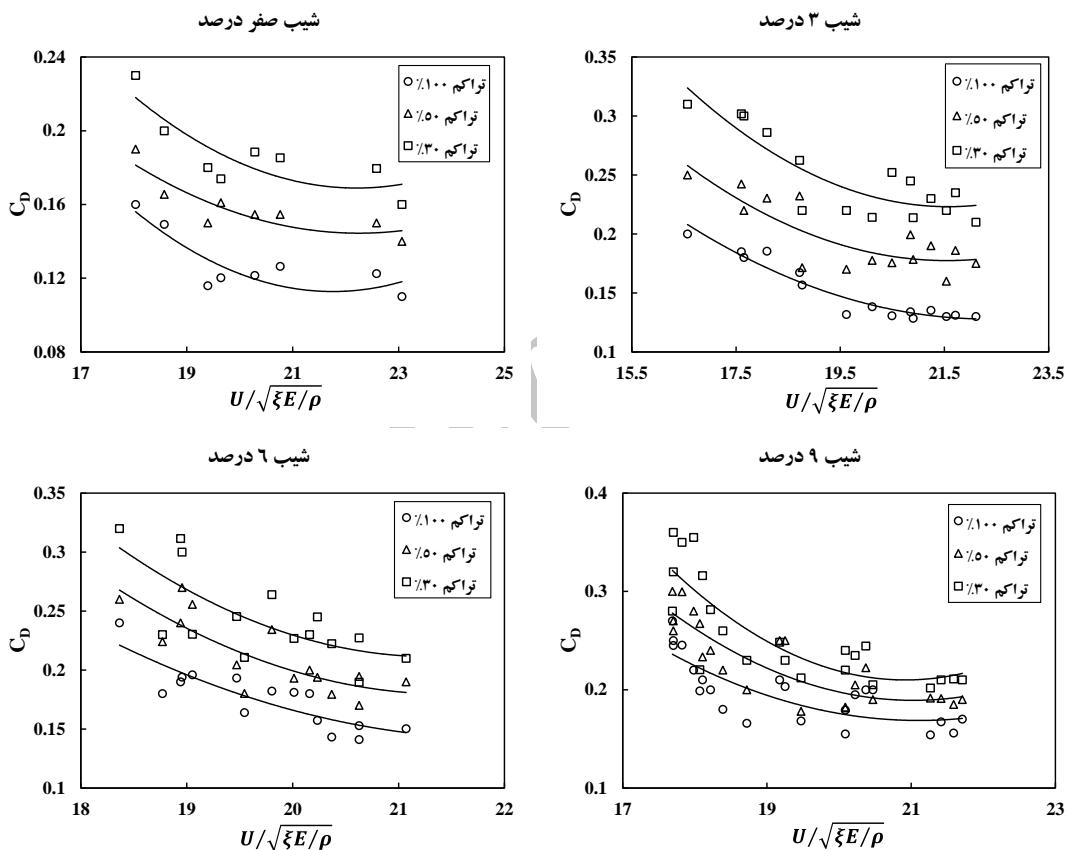 شیب صفر درصد
0.24
0.2
0.16
0.12
0.08
C_D
17
19
21
23
25
U/√ξE/ρ
تراکم ۱۰۰٪
تراکم ۵۰٪
تراکم ۳۰٪
شیب ۳ درصد
0.35
0.3
0.25
0.2
0.15
0.1
C_D
15.5
17.5
19.5
21.5
23.5
U/√ξE/ρ
تراکم ۱۰۰٪
تراکم ۵۰٪
تراکم ۳۰٪
شیب ۶ درصد
0.35
0.3
0.25
0.2
0.15
0.1
C_D
18
19
20
21
22
U/√ξE/ρ
تراکم ۱۰۰٪
تراکم ۵۰٪
تراکم ۳۰٪
شیب ۹ درصد
0.4
0.3
0.2
0.1
C_D
17
19
21
23
U/√ξE/ρ
تراکم ۱۰۰٪
تراکم ۵۰٪
تراکم ۳۰٪